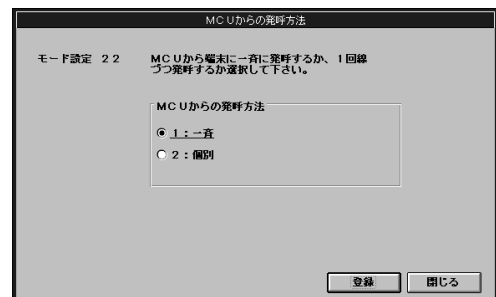 MCUからの発呼方法
モード設定 22
MCUから端末に一斉に発呼するか、1回線
づつ発呼するか選択して下さい。
MCUからの発呼方法
1:一斉
2:個別
登録
閉じる